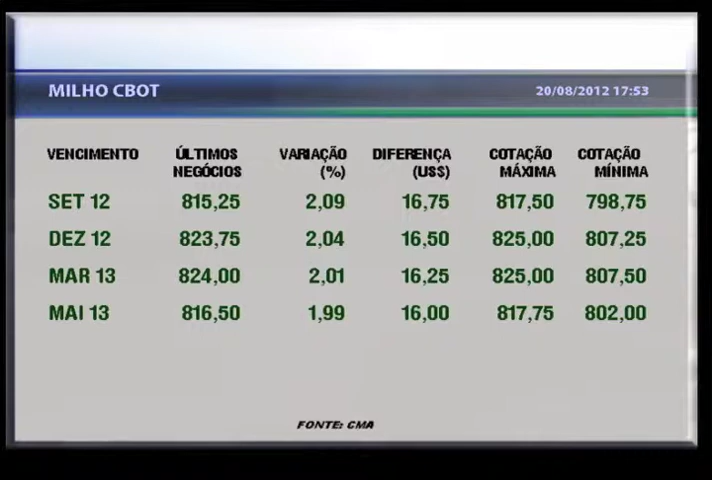 MILHO CBOT 20/08/2012 17:53
VENCIMENTO ÚLTIMOS VARIAÇÃO DIFERENÇA COTAÇÃO COTAÇÃO
NEGÓCIOS (%) (US$) MÁXIMA MÍNIMA
SET 12 815,25 2,09 16,75 817,50 798,75
DEZ 12 823,75 2,04 16,50 825,00 807,25
MAR 13 824,00 2,01 16,25 825,00 807,50
MAI 13 816,50 1,99 16,00 817,75 802,00
FONTE: CMA